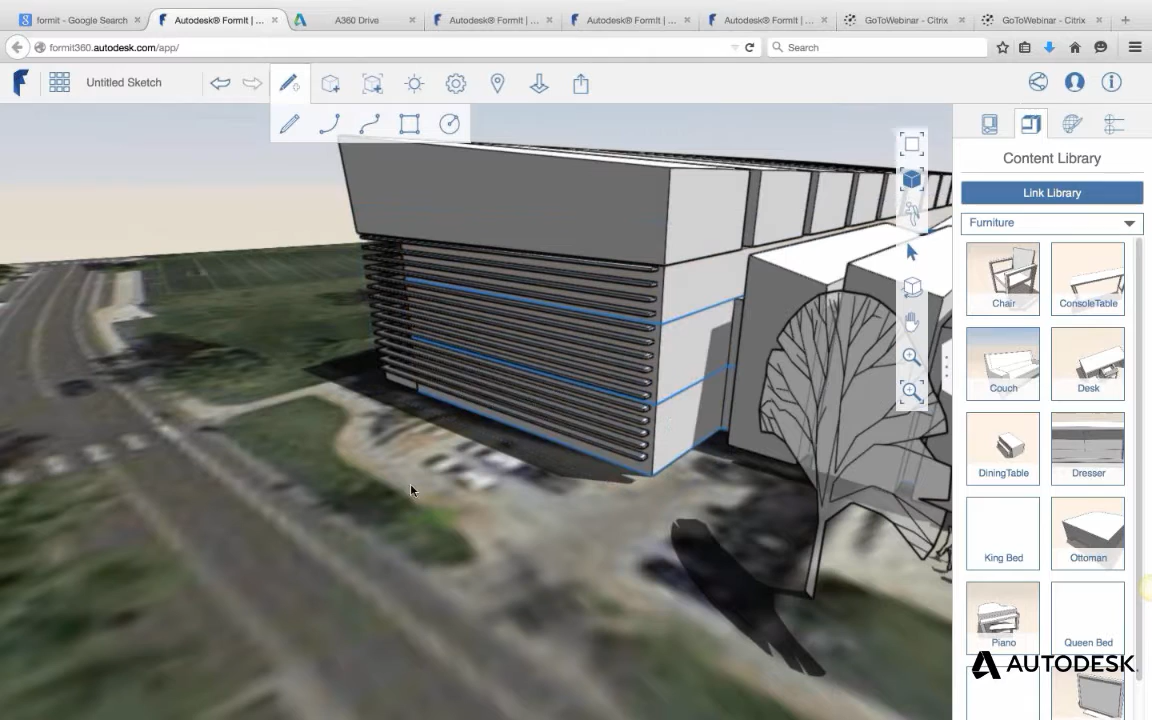 formit - Google Search
Autodesk® FormIt | ...
A360 Drive
Autodesk® FormIt | ...
Autodesk® FormIt | ...
Autodesk® FormIt | ...
GoToWebinar - Citrix
GoToWebinar - Citrix
formit360.autodesk.com/app/
Search
Untitled Sketch
Content Library
Link Library
Furniture
Chair
ConsoleTable
Couch
Desk
DiningTable
Dresser
King Bed
Ottoman
Piano
Queen Bed
AUTODESK.